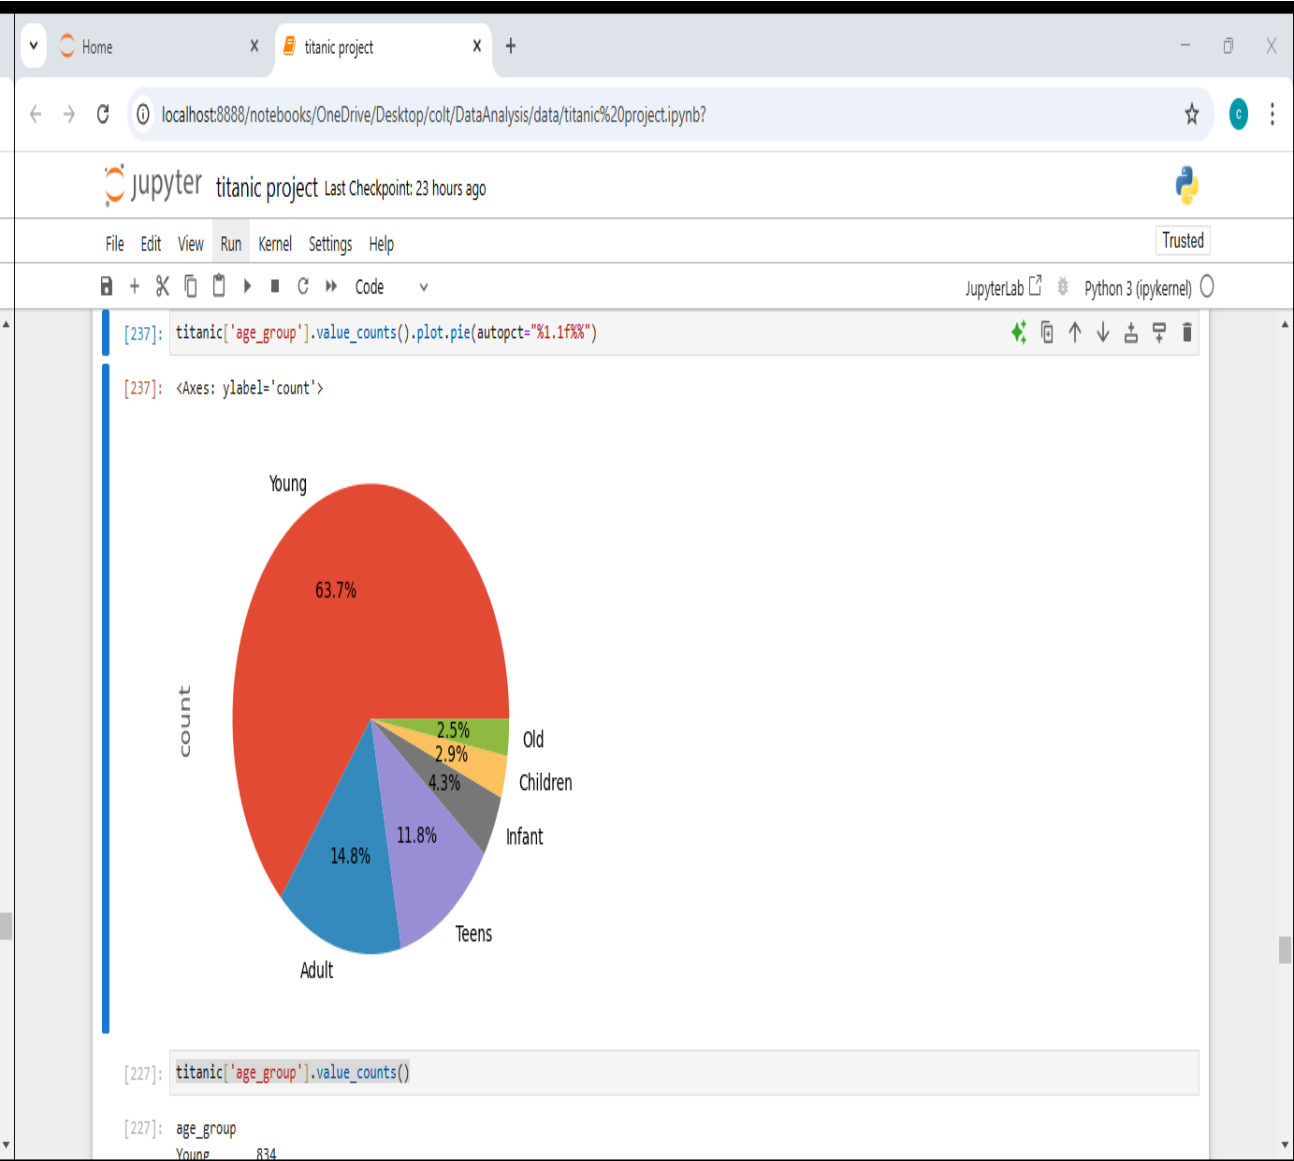 Home
titanic project
localhost:8888/notebooks/OneDrive/Desktop/colt/DataAnalysis/data/titanic%20project.ipynb?
c
jupyter titanic project Last Checkpoint: 23 hours ago
File Edit View Run Kernel Settings Help
Trusted
Code
JupyterLab
Python 3 (ipykernel)
[237]: titanic['age_group'].value_counts().plot.pie(autopct="%1.1f%%")
[237]: <Axes: ylabel='count'>
Young
63.7%
count
2.5%
Old
2.9%
Children
4.3%
Infant
11.8%
14.8%
Teens
Adult
[227]: titanic['age_group'].value_counts()
[227]: age_group
Young 834